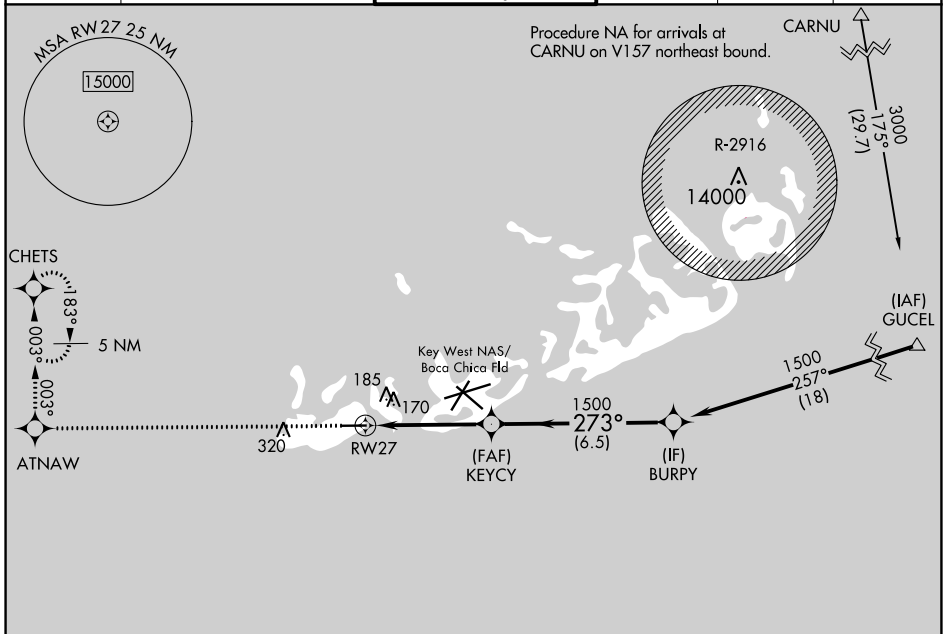 MSA RW27 25 NM
15000
Procedure NA for arrivals at
CARNU on V157 northeast bound.
CARNU
3000
175°
(29.7)
R-2916
14000
CHETS
183°
003°
5 NM
003°
ATNAW
(IAF)
GUCEL
1500
257°
(18)
Key West NAS/
Boca Chica Fld
185
170
320
RW27
1500
273°
(6.5)
(FAF)
KEYCY
(IF)
BURPY